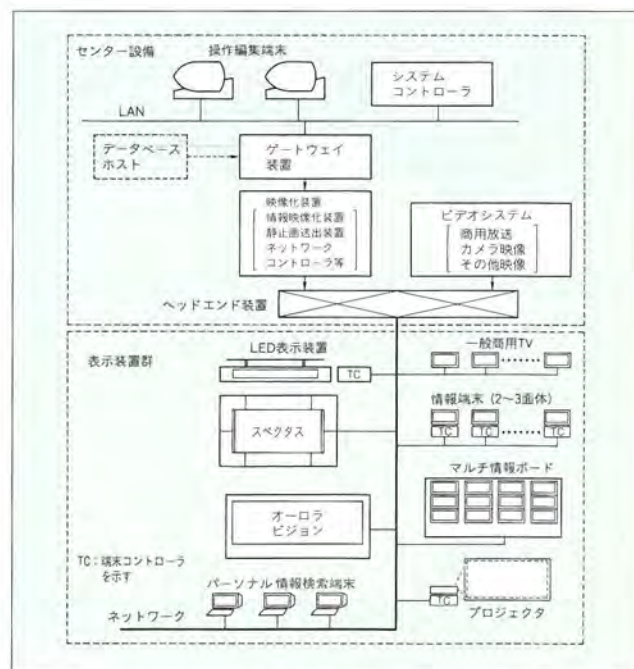 センター設備
操作編集端末
システム
コントローラ
LAN
データベース
ホスト
ゲートウェイ
装置
映像化装置
情報映像化装置
静止画送出装置
ネットワーク
コントローラ等
ビデオシステム
商用放送
カメラ映像
その他映像
ヘッドエンド装置
表示装置群
LED表示装置
TC
一般商用TV
スペクタス
情報端末(2~3面体)
TC TC TC
マルチ情報ボード
オーロラ
ビジョン
TC:端末コントローラ
を示す
パーソナル情報検索端末
ネットワーク
TC
プロジェクタ